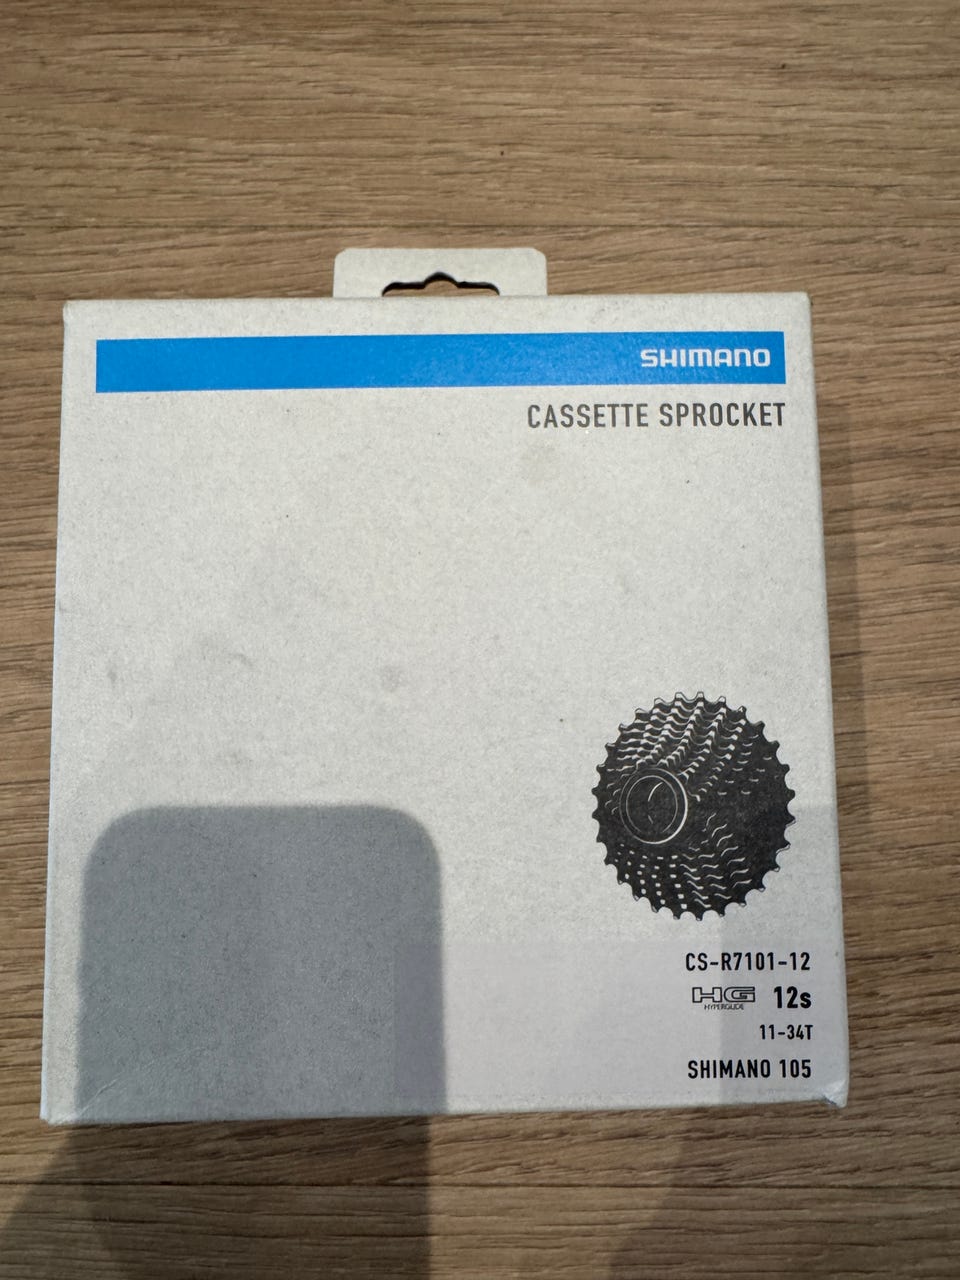 SHIMANO
CASSETTE SPROCKET
CS-R7101-12
HG 12s
HYPERGLIDE
11-34T
SHIMANO 105